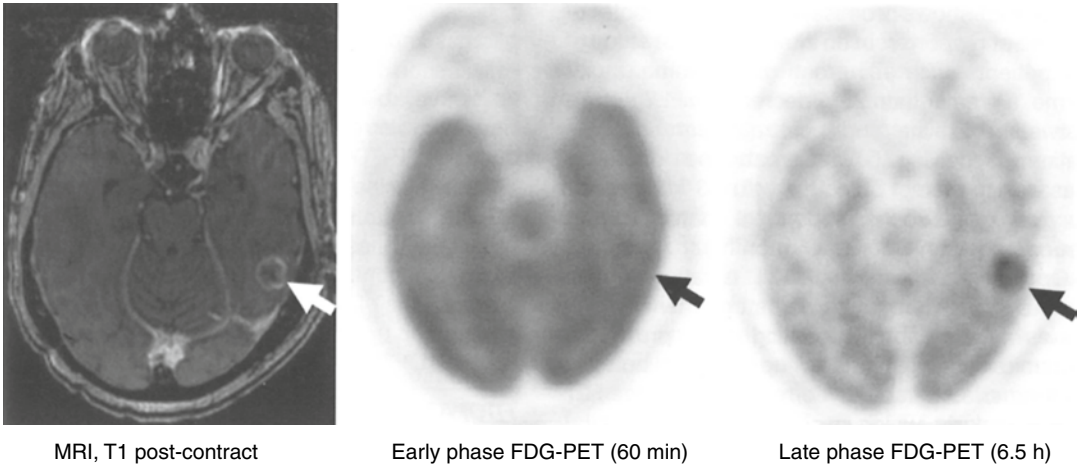 MRI, T1 post-contract
Early phase FDG-PET (60 min)
Late phase FDG-PET (6.5 h)